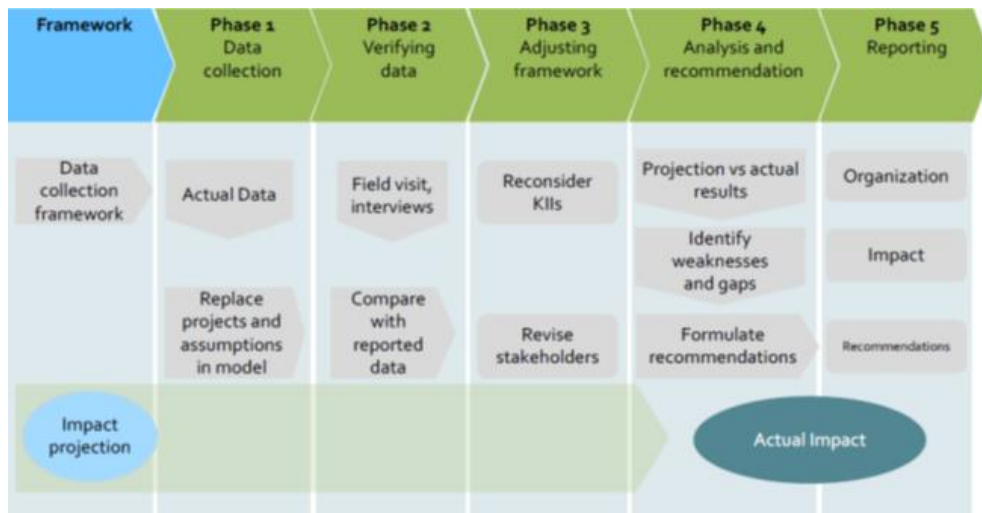 Framework
Phase 1
Data
collection
Phase 2
Verifying
data
Phase 3
Adjusting
framework
Phase 4
Analysis and
recommendation
Phase 5
Reporting
Data
collection
framework
Actual Data
Replace
projects and
assumptions
in model
Field visit,
interviews
Compare
with
reported
data
Reconsider
KIIs
Revise
stakeholders
Projection vs actual
results
Identify
weaknesses
and gaps
Formulate
recommendations
Organization
Impact
Recommendations
Impact
projection
Actual Impact